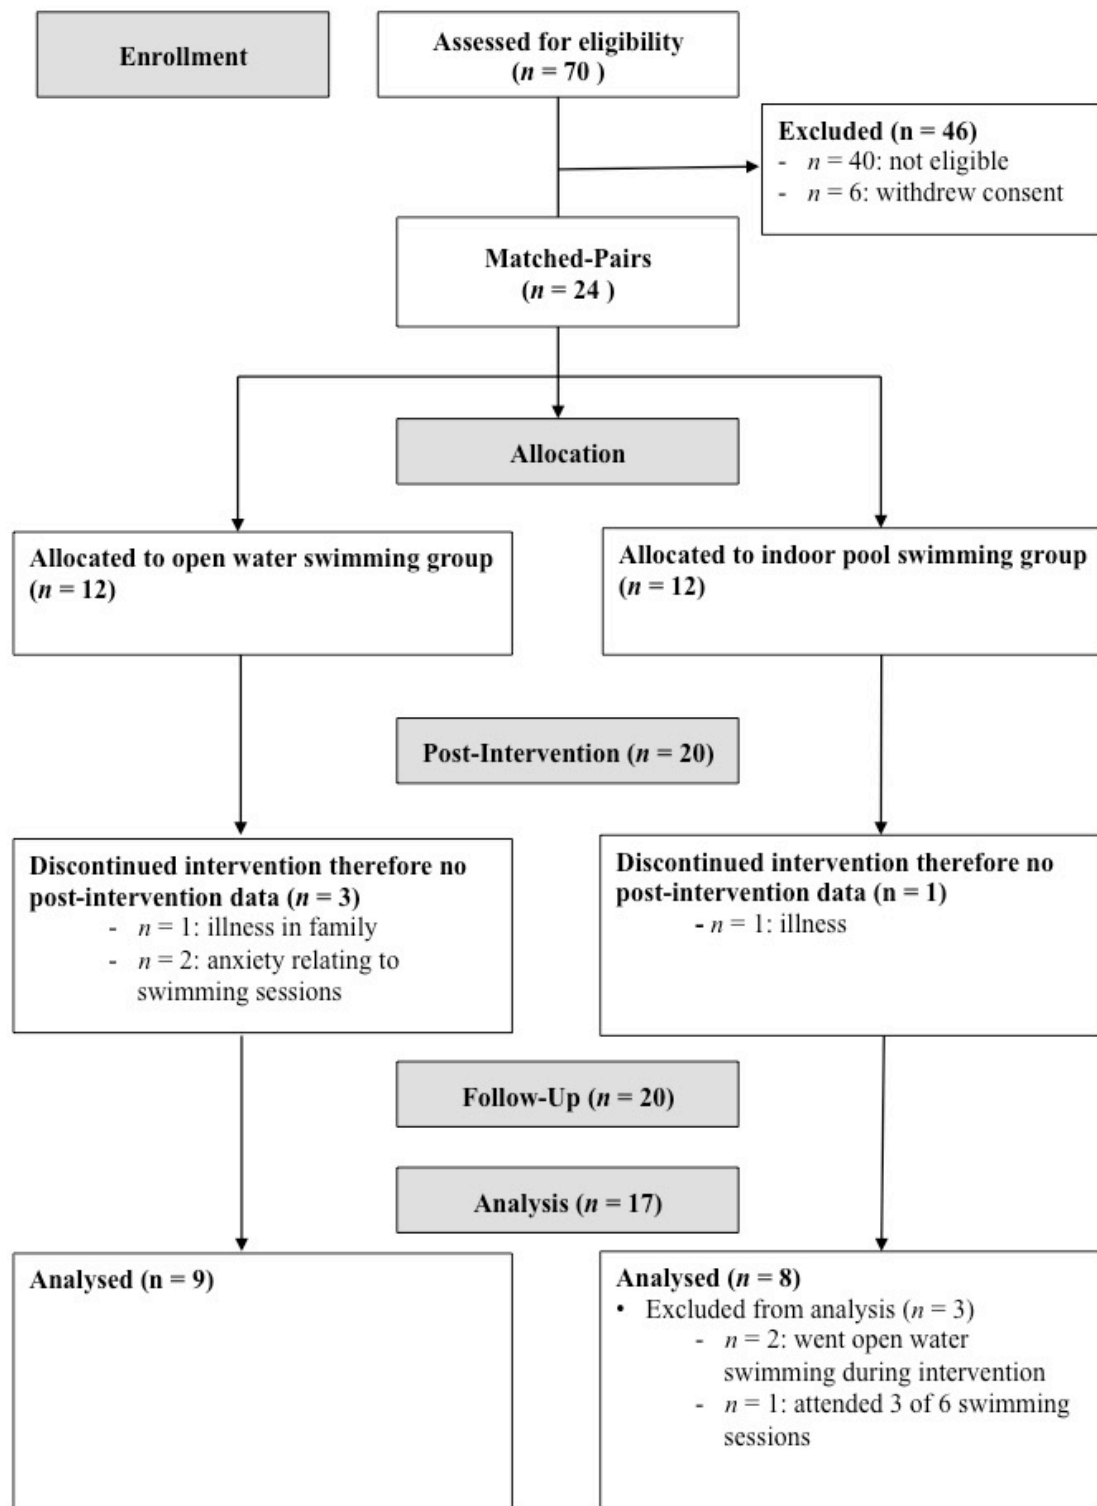 Enrollment
Assessed for eligibility
(n = 70 )
Excluded (n = 46)
- n = 40: not eligible
- n = 6: withdrew consent
Matched-Pairs
(n = 24 )
Allocation
Allocated to open water swimming group
(n = 12)
Allocated to indoor pool swimming group
(n = 12)
Post-Intervention (n = 20)
Discontinued intervention therefore no
post-intervention data (n = 3)
- n = 1: illness in family
- n = 2: anxiety relating to
swimming sessions
Discontinued intervention therefore no
post-intervention data (n = 1)
- n = 1: illness
Follow-Up (n = 20)
Analysis (n = 17)
Analysed (n = 9)
Analysed (n = 8)
• Excluded from analysis (n = 3)
- n = 2: went open water
swimming during intervention
- n = 1: attended 3 of 6 swimming
sessions